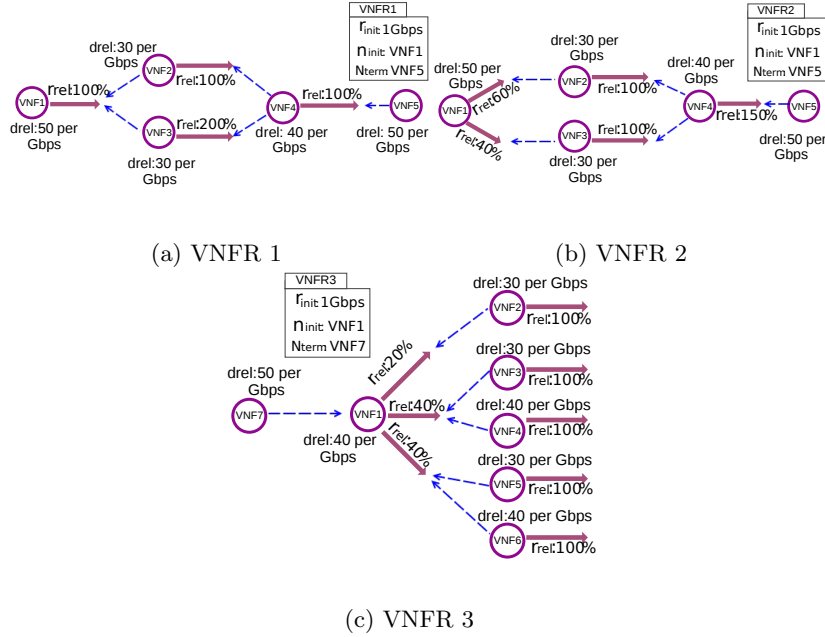 VNFR1
rinit: 1Gbps
ninit: VNF1
Nterm VNF5
drel:30 per Gbps
VNF2
rrel:100%
rrel:100%
VNF1
drel:50 per Gbps
VNF3
rrel:200%
drel:30 per Gbps
VNF4
rrel:100%
drel: 40 per Gbps
VNF5
drel: 50 per Gbps
(a) VNFR 1
VNFR2
rinit: 1Gbps
ninit: VNF1
Nterm VNF5
drel:50 per Gbps
VNF1
rrel:60%
rrel:40%
drel:30 per Gbps
VNF2
rrel:100%
VNF3
rrel:100%
drel:30 per Gbps
drel:40 per Gbps
VNF4
rrel:150%
VNF5
drel:50 per Gbps
(b) VNFR 2
VNFR3
rinit: 1Gbps
ninit: VNF1
Nterm VNF7
drel:50 per Gbps
VNF7
VNF1
drel:40 per Gbps
rrel:20%
rrel:40%
rrel:40%
drel:30 per Gbps
VNF2
rrel:100%
drel:30 per Gbps
VNF3
rrel:100%
drel:40 per Gbps
VNF4
rrel:100%
drel:30 per Gbps
VNF5
rrel:100%
drel:40 per Gbps
VNF6
rrel:100%
(c) VNFR 3